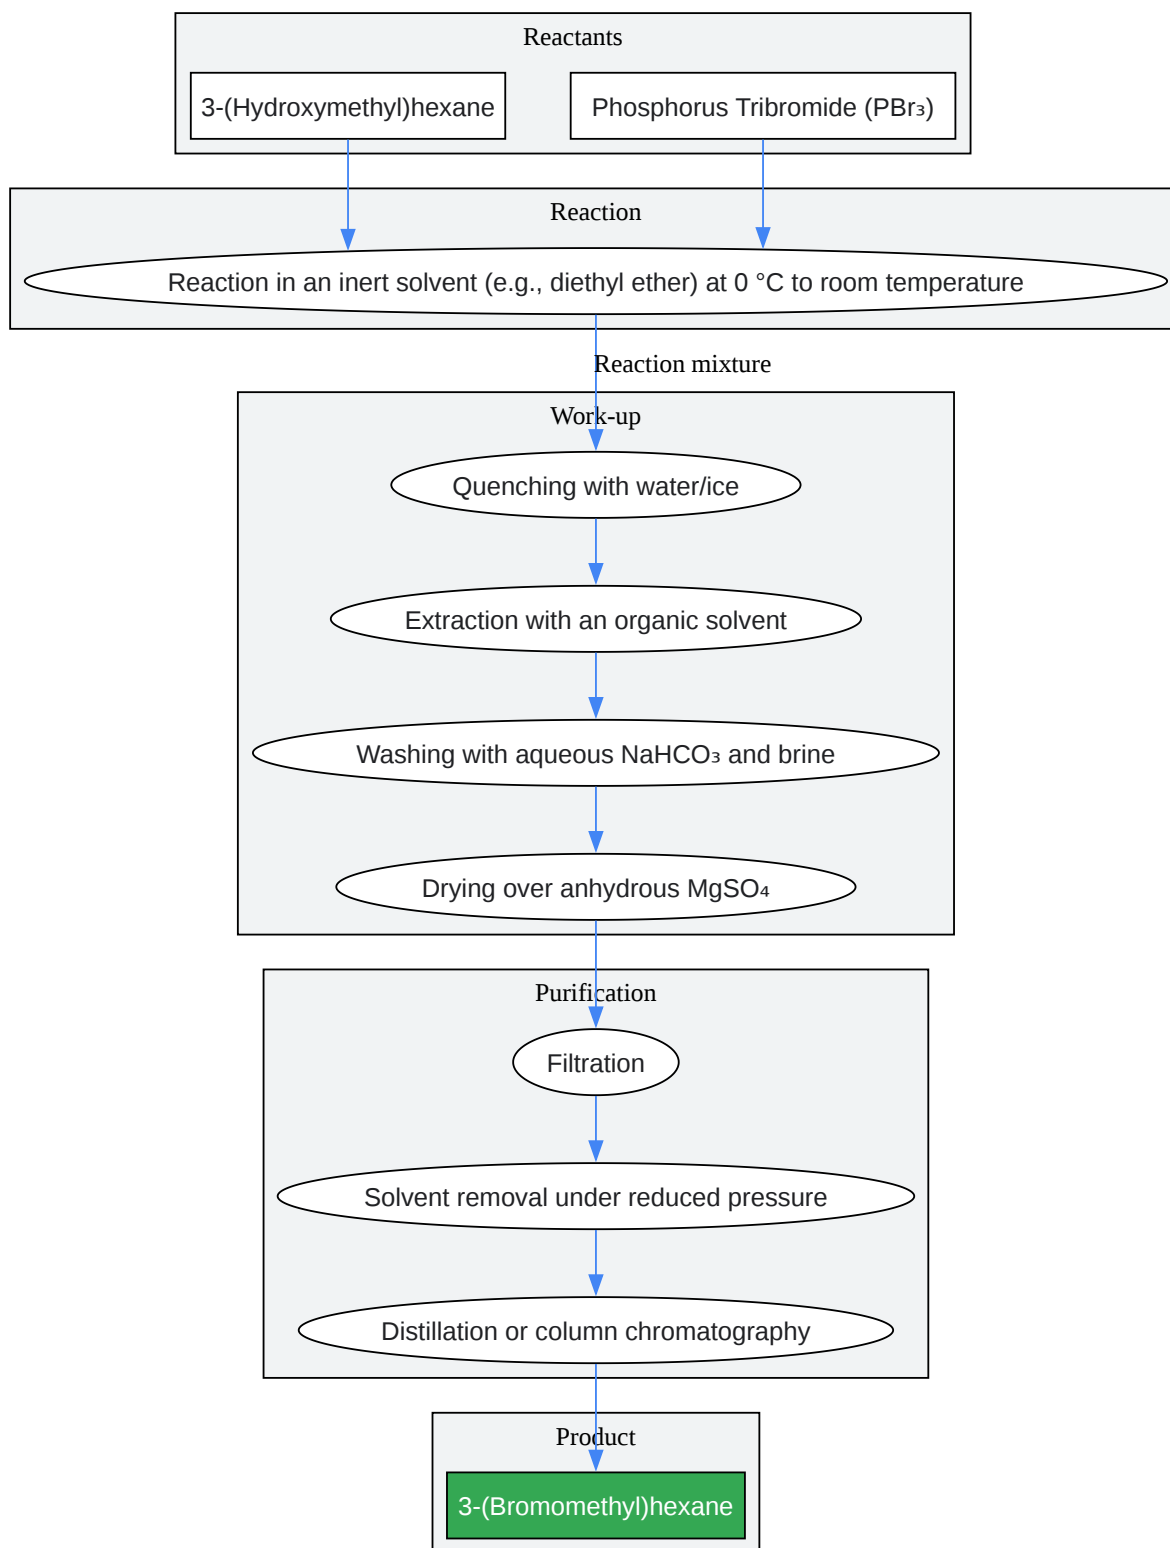 Reactants
3-(Hydroxymethyl)hexane
Phosphorus Tribromide (PBr₃)
Reaction
Reaction in an inert solvent (e.g., diethyl ether) at 0 °C to room temperature
Reaction mixture
Work-up
Quenching with water/ice
Extraction with an organic solvent
Washing with aqueous NaHCO₃ and brine
Drying over anhydrous MgSO₄
Purification
Filtration
Solvent removal under reduced pressure
Distillation or column chromatography
Product
3-(Bromomethyl)hexane